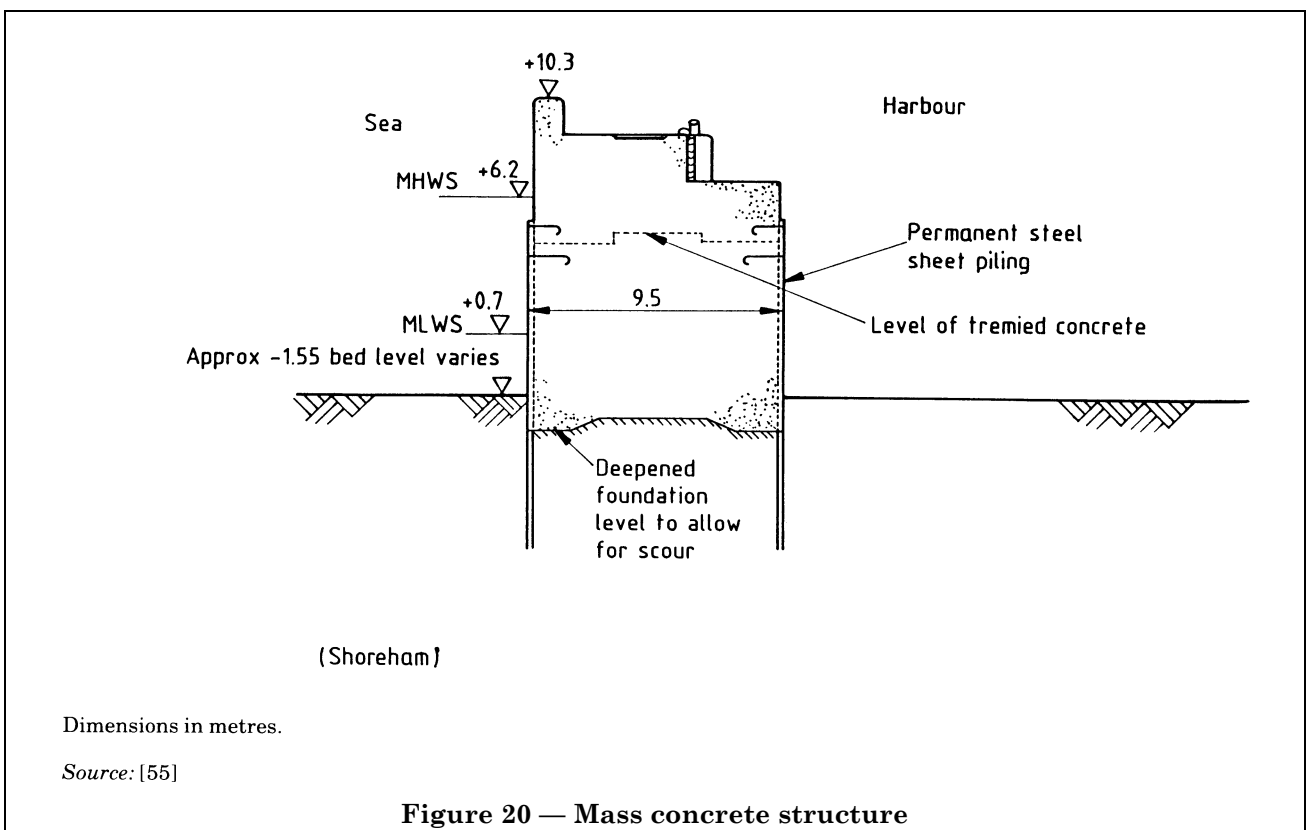 +10.3
Sea
Harbour
MHWS +6.2
Permanent steel
sheet piling
+0.7
9.5
MLWS
Level of tremied concrete
Approx -1.55 bed level varies
Deepened
foundation
level to allow
for scour
(Shoreham)
Dimensions in metres.
Source: [55]
Figure 20 — Mass concrete structure